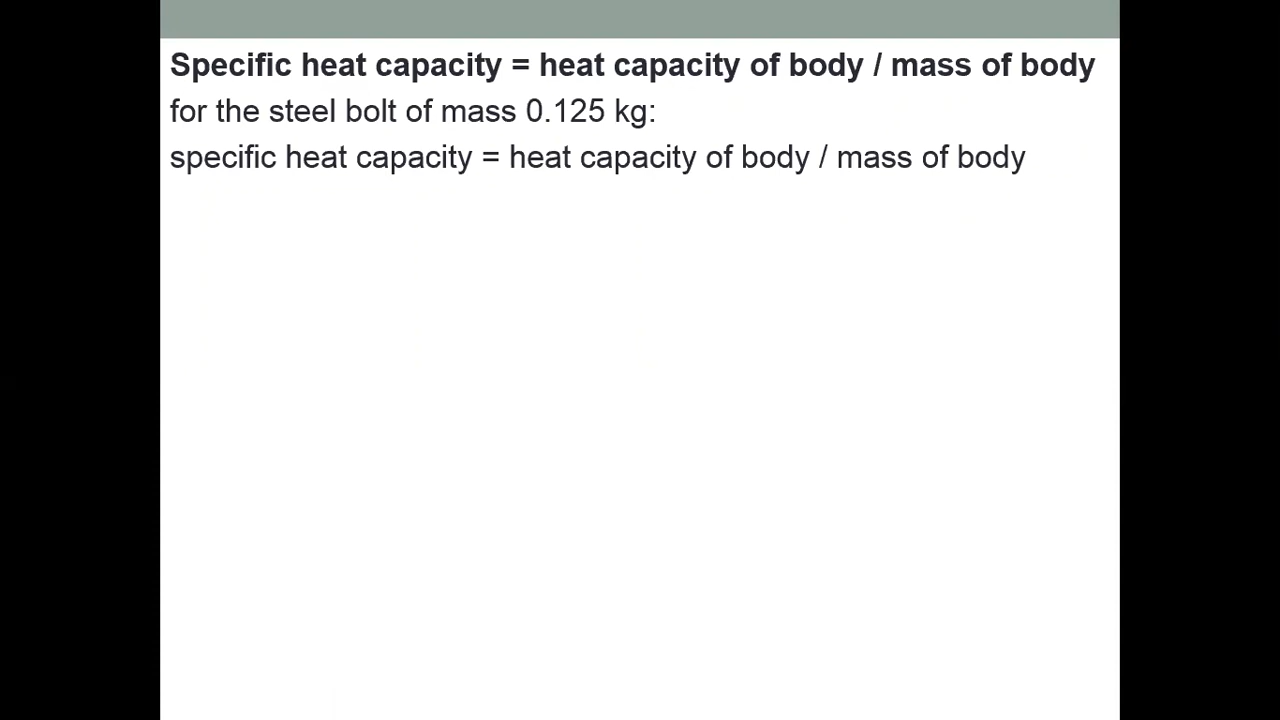 Specific heat capacity = heat capacity of body / mass of body
for the steel bolt of mass 0.125 kg:
specific heat capacity = heat capacity of body / mass of body